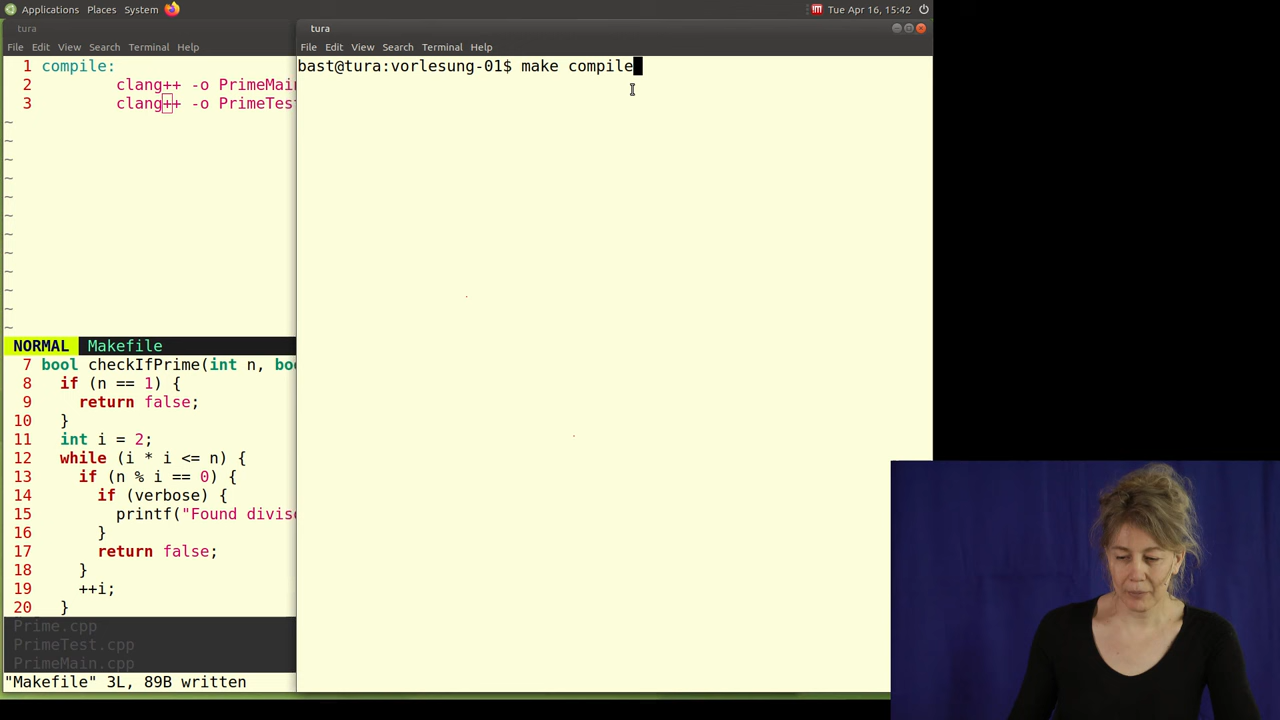 Applications Places System Tue Apr 16, 15:42
tura
File Edit View Search Terminal Help
1 compile:
2 clang++ -o PrimeMai
3 clang++ -o PrimeTes
~
~
~
~
~
~
~
~
~
~
~
~
NORMAL Makefile
7 bool checkIfPrime(int n, boo
8 if (n == 1) {
9 return false;
10 }
11 int i = 2;
12 while (i * i <= n) {
13 if (n % i == 0) {
14 if (verbose) {
15 printf("Found diviso
16 }
17 return false;
18 }
19 ++i;
20 }
Prime.cpp
PrimeTest.cpp
PrimeMain.cpp
"Makefile" 3L, 89B written
tura
File Edit View Search Terminal Help
bast@tura:vorlesung-01$ make compile